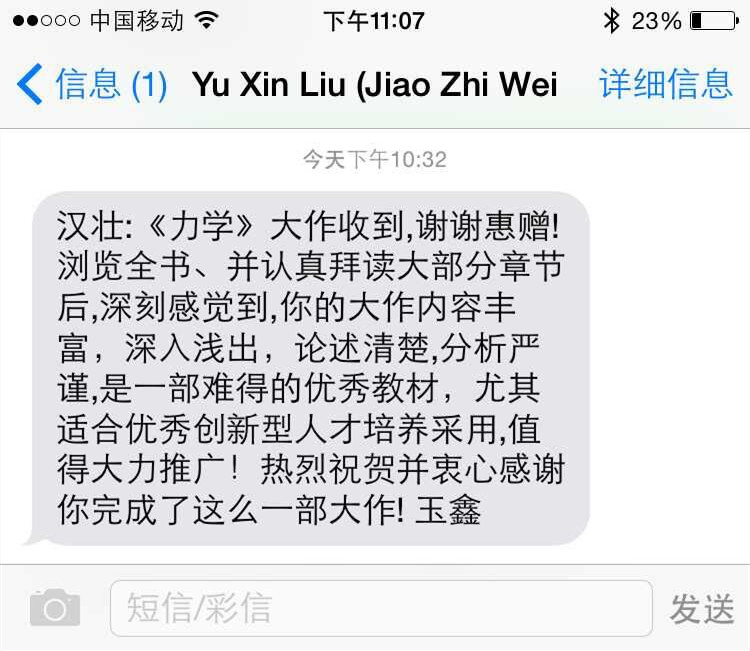 中国移动 下午11:07 23%
信息 (1) Yu Xin Liu (Jiao Zhi Wei 详细信息
今天下午10:32
汉壮:《力学》大作收到,谢谢惠赠!
浏览全书、并认真拜读大部分章节
后,深刻感觉到,你的大作内容丰
富，深入浅出，论述清楚,分析严
谨,是一部难得的优秀教材，尤其
适合优秀创新型人才培养采用,值
得大力推广！热烈祝贺并衷心感谢
你完成了这么一部大作! 玉鑫
短信/彩信 发送